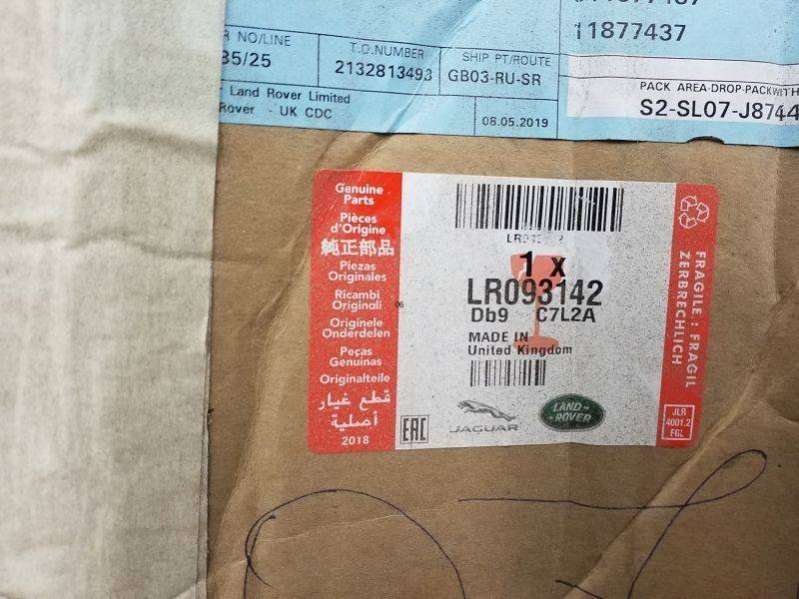 11877437
NO/LINE
35/25
T.O.NUMBER
2132813493
SHIP PT/ROUTE
GB03-RU-SR
PACK AREA-DROP-PACKWITH
S2-SL07-J8744
Land Rover Limited
Rover - UK CDC
08.05.2019
Genuine
Parts
Pièces
d'Origine
純正部品
Piezas
Originales
Ricambi
Originali
Originele
Onderdelen
Peças
Genuínas
Originalteile
قطع غيار
أصلية
2018
1 x
LR093142
Db9 C7L2A
MADE IN
United Kingdom
06
EAC
JAGUAR
LAND-
-ROVER
FRAGILE : FRAGIL
ZERBRECHLICH
JLR
4001.2
FGL